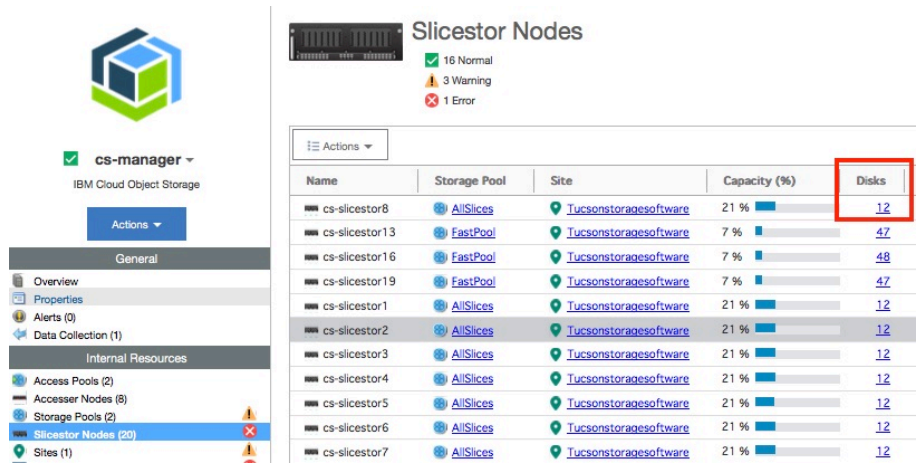 Slicestor Nodes
16 Normal
3 Warning
1 Error
cs-manager
IBM Cloud Object Storage
Actions
General
Overview
Properties
Alerts (0)
Data Collection (1)
Internal Resources
Access Pools (2)
Accesser Nodes (8)
Storage Pools (2)
Slicestor Nodes (20)
Sites (1)
Actions
Name Storage Pool Site Capacity (%) Disks
cs-slicestor8 AllSlices Tucsonstoragesoftware 21 % 12
cs-slicestor13 FastPool Tucsonstoragesoftware 7 % 47
cs-slicestor16 FastPool Tucsonstoragesoftware 7 % 48
cs-slicestor19 FastPool Tucsonstoragesoftware 7 % 47
cs-slicestor1 AllSlices Tucsonstoragesoftware 21 % 12
cs-slicestor2 AllSlices Tucsonstoragesoftware 21 % 12
cs-slicestor3 AllSlices Tucsonstoragesoftware 21 % 12
cs-slicestor4 AllSlices Tucsonstoragesoftware 21 % 12
cs-slicestor5 AllSlices Tucsonstoragesoftware 21 % 12
cs-slicestor6 AllSlices Tucsonstoragesoftware 21 % 12
cs-slicestor7 AllSlices Tucsonstoragesoftware 21 % 12